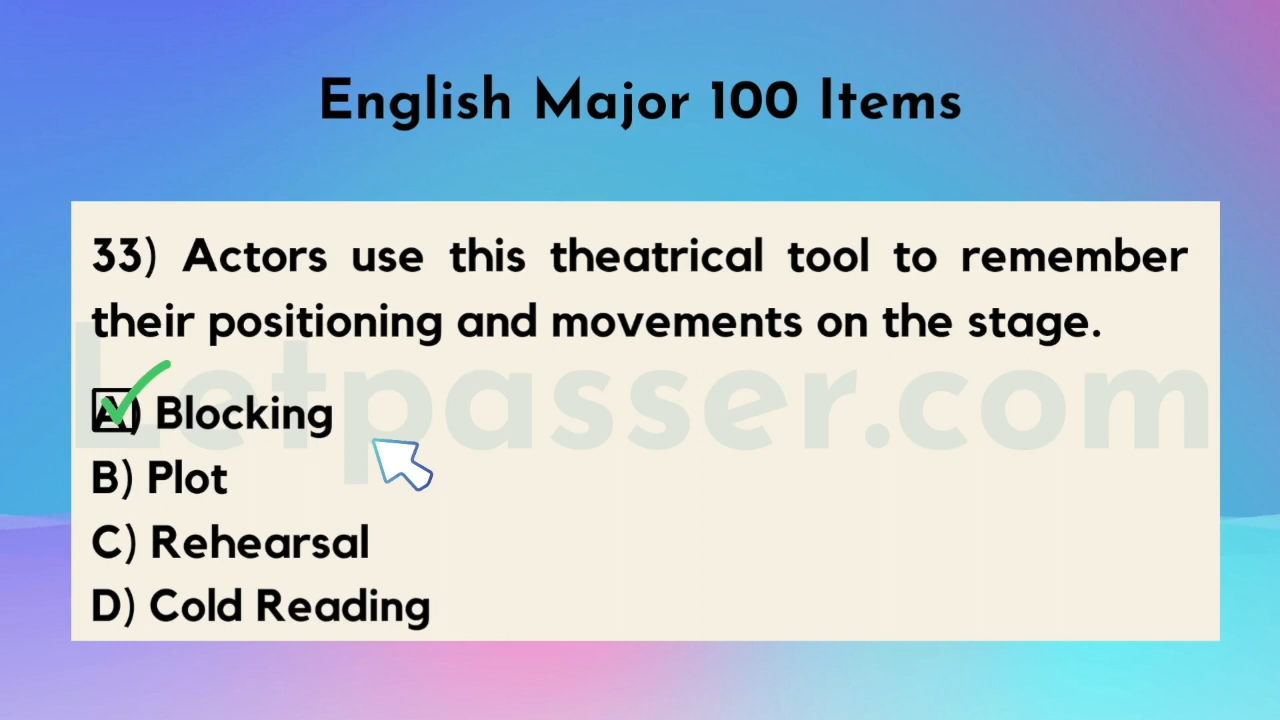 English Major 100 Items
33) Actors use this theatrical tool to remember
their positioning and movements on the stage.
A) Blocking
B) Plot
C) Rehearsal
D) Cold Reading
Letpasser.com